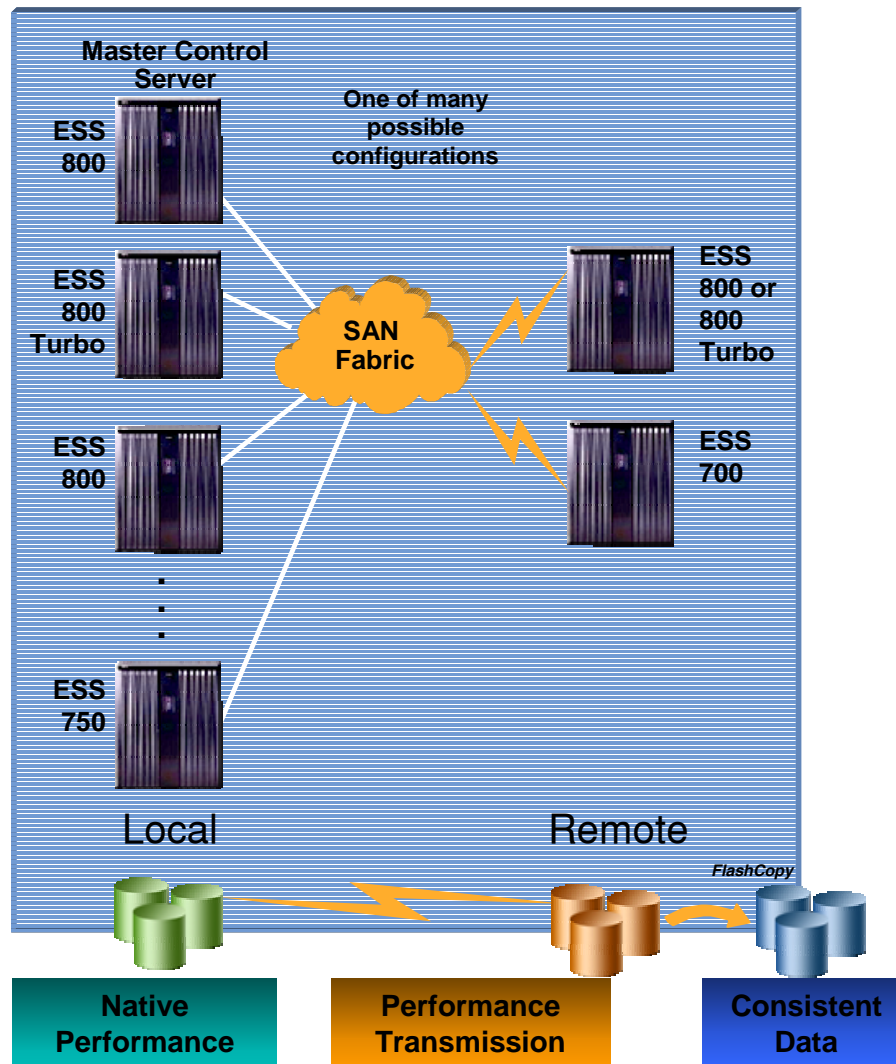 Master Control
Server
One of many
possible
configurations
ESS
800
ESS
800
Turbo
ESS
800
.
.
.
ESS
750
SAN
Fabric
ESS
800 or
800
Turbo
ESS
700
Local
Remote
FlashCopy
Native
Performance
Performance
Transmission
Consistent
Data